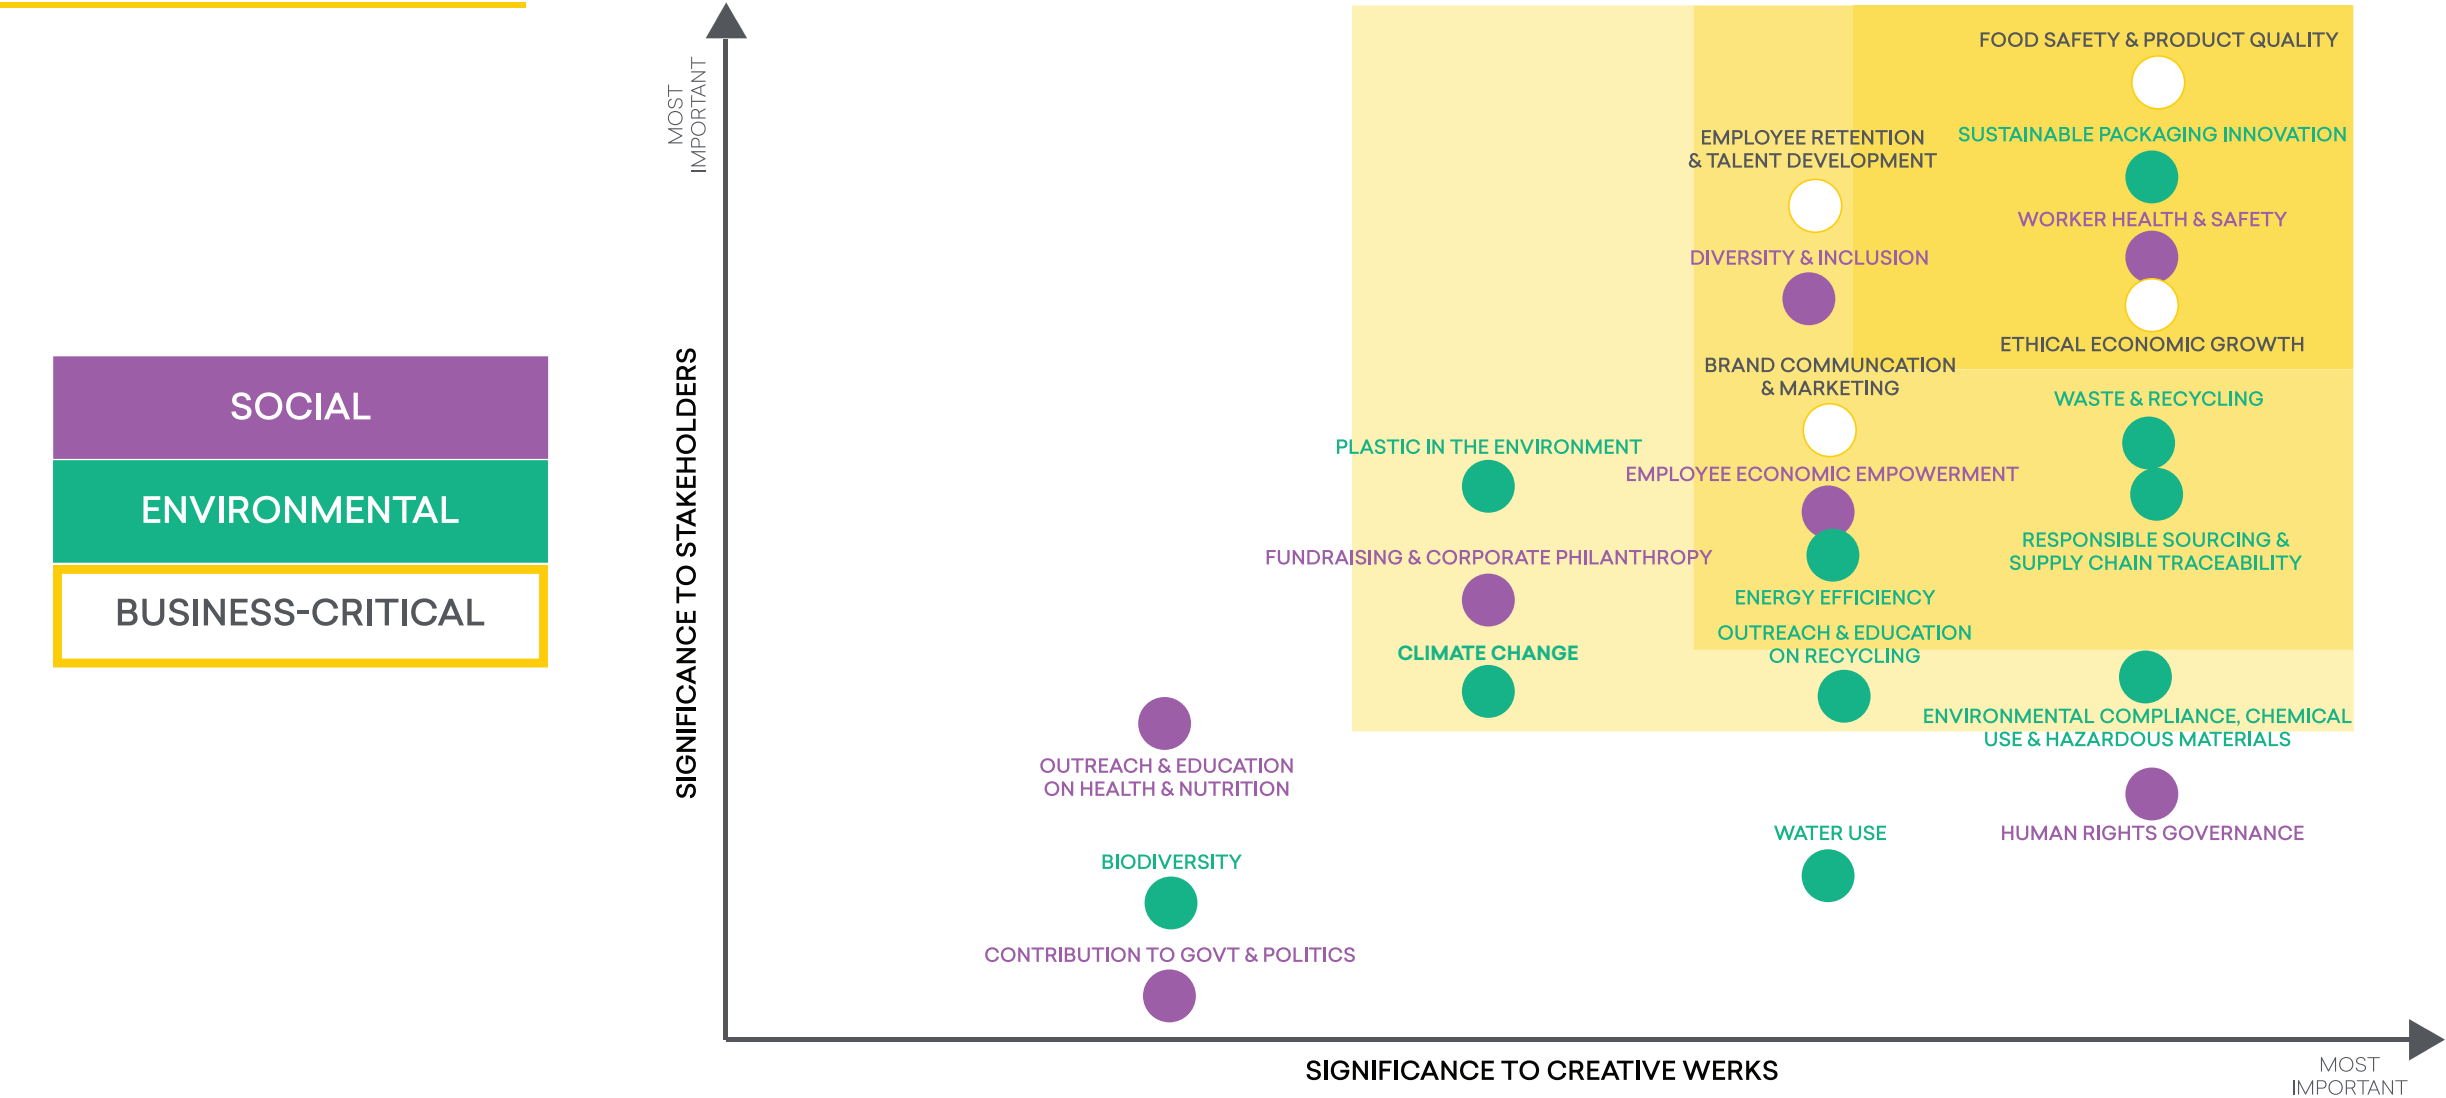 SOCIAL
ENVIRONMENTAL
BUSINESS-CRITICAL
MOST
IMPORTANT
SIGNIFICANCE TO STAKEHOLDERS
FOOD SAFETY & PRODUCT QUALITY
SUSTAINABLE PACKAGING INNOVATION
EMPLOYEE RETENTION
& TALENT DEVELOPMENT
WORKER HEALTH & SAFETY
DIVERSITY & INCLUSION
ETHICAL ECONOMIC GROWTH
BRAND COMMUNCATION
& MARKETING
WASTE & RECYCLING
PLASTIC IN THE ENVIRONMENT
EMPLOYEE ECONOMIC EMPOWERMENT
RESPONSIBLE SOURCING &
SUPPLY CHAIN TRACEABILITY
FUNDRAISING & CORPORATE PHILANTHROPY
ENERGY EFFICIENCY
OUTREACH & EDUCATION
ON RECYCLING
CLIMATE CHANGE
ENVIRONMENTAL COMPLIANCE, CHEMICAL
USE & HAZARDOUS MATERIALS
OUTREACH & EDUCATION
ON HEALTH & NUTRITION
WATER USE
HUMAN RIGHTS GOVERNANCE
BIODIVERSITY
CONTRIBUTION TO GOVT & POLITICS
SIGNIFICANCE TO CREATIVE WERKS
MOST
IMPORTANT